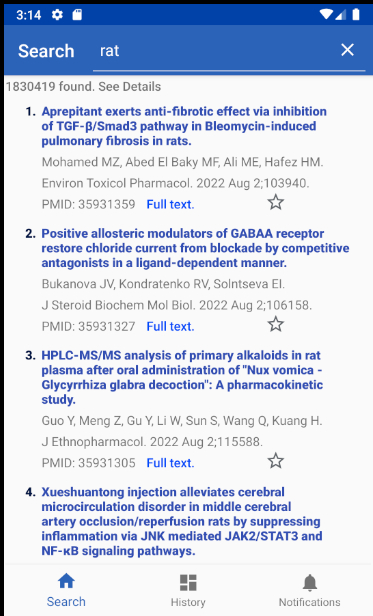 3:14
Search rat
1830419 found. See Details
1. Aprepitant exerts anti-fibrotic effect via inhibition
of TGF-β/Smad3 pathway in Bleomycin-induced
pulmonary fibrosis in rats.
Mohamed MZ, Abed El Baky MF, Ali ME, Hafez HM.
Environ Toxicol Pharmacol. 2022 Aug 2;103940.
PMID: 35931359 Full text.
2. Positive allosteric modulators of GABAA receptor
restore chloride current from blockade by competitive
antagonists in a ligand-dependent manner.
Bukanova JV, Kondratenko RV, Solntseva EI.
J Steroid Biochem Mol Biol. 2022 Aug 2;106158.
PMID: 35931327 Full text.
3. HPLC-MS/MS analysis of primary alkaloids in rat
plasma after oral administration of "Nux vomica -
Glycyrrhiza glabra decoction": A pharmacokinetic
study.
Guo Y, Meng Z, Gu Y, Li W, Sun S, Wang Q, Kuang H.
J Ethnopharmacol. 2022 Aug 2;115588.
PMID: 35931305 Full text.
4. Xueshuantong injection alleviates cerebral
microcirculation disorder in middle cerebral
artery occlusion/reperfusion rats by suppressing
inflammation via JNK mediated JAK2/STAT3 and
NF-κB signaling pathways.
Search History Notifications